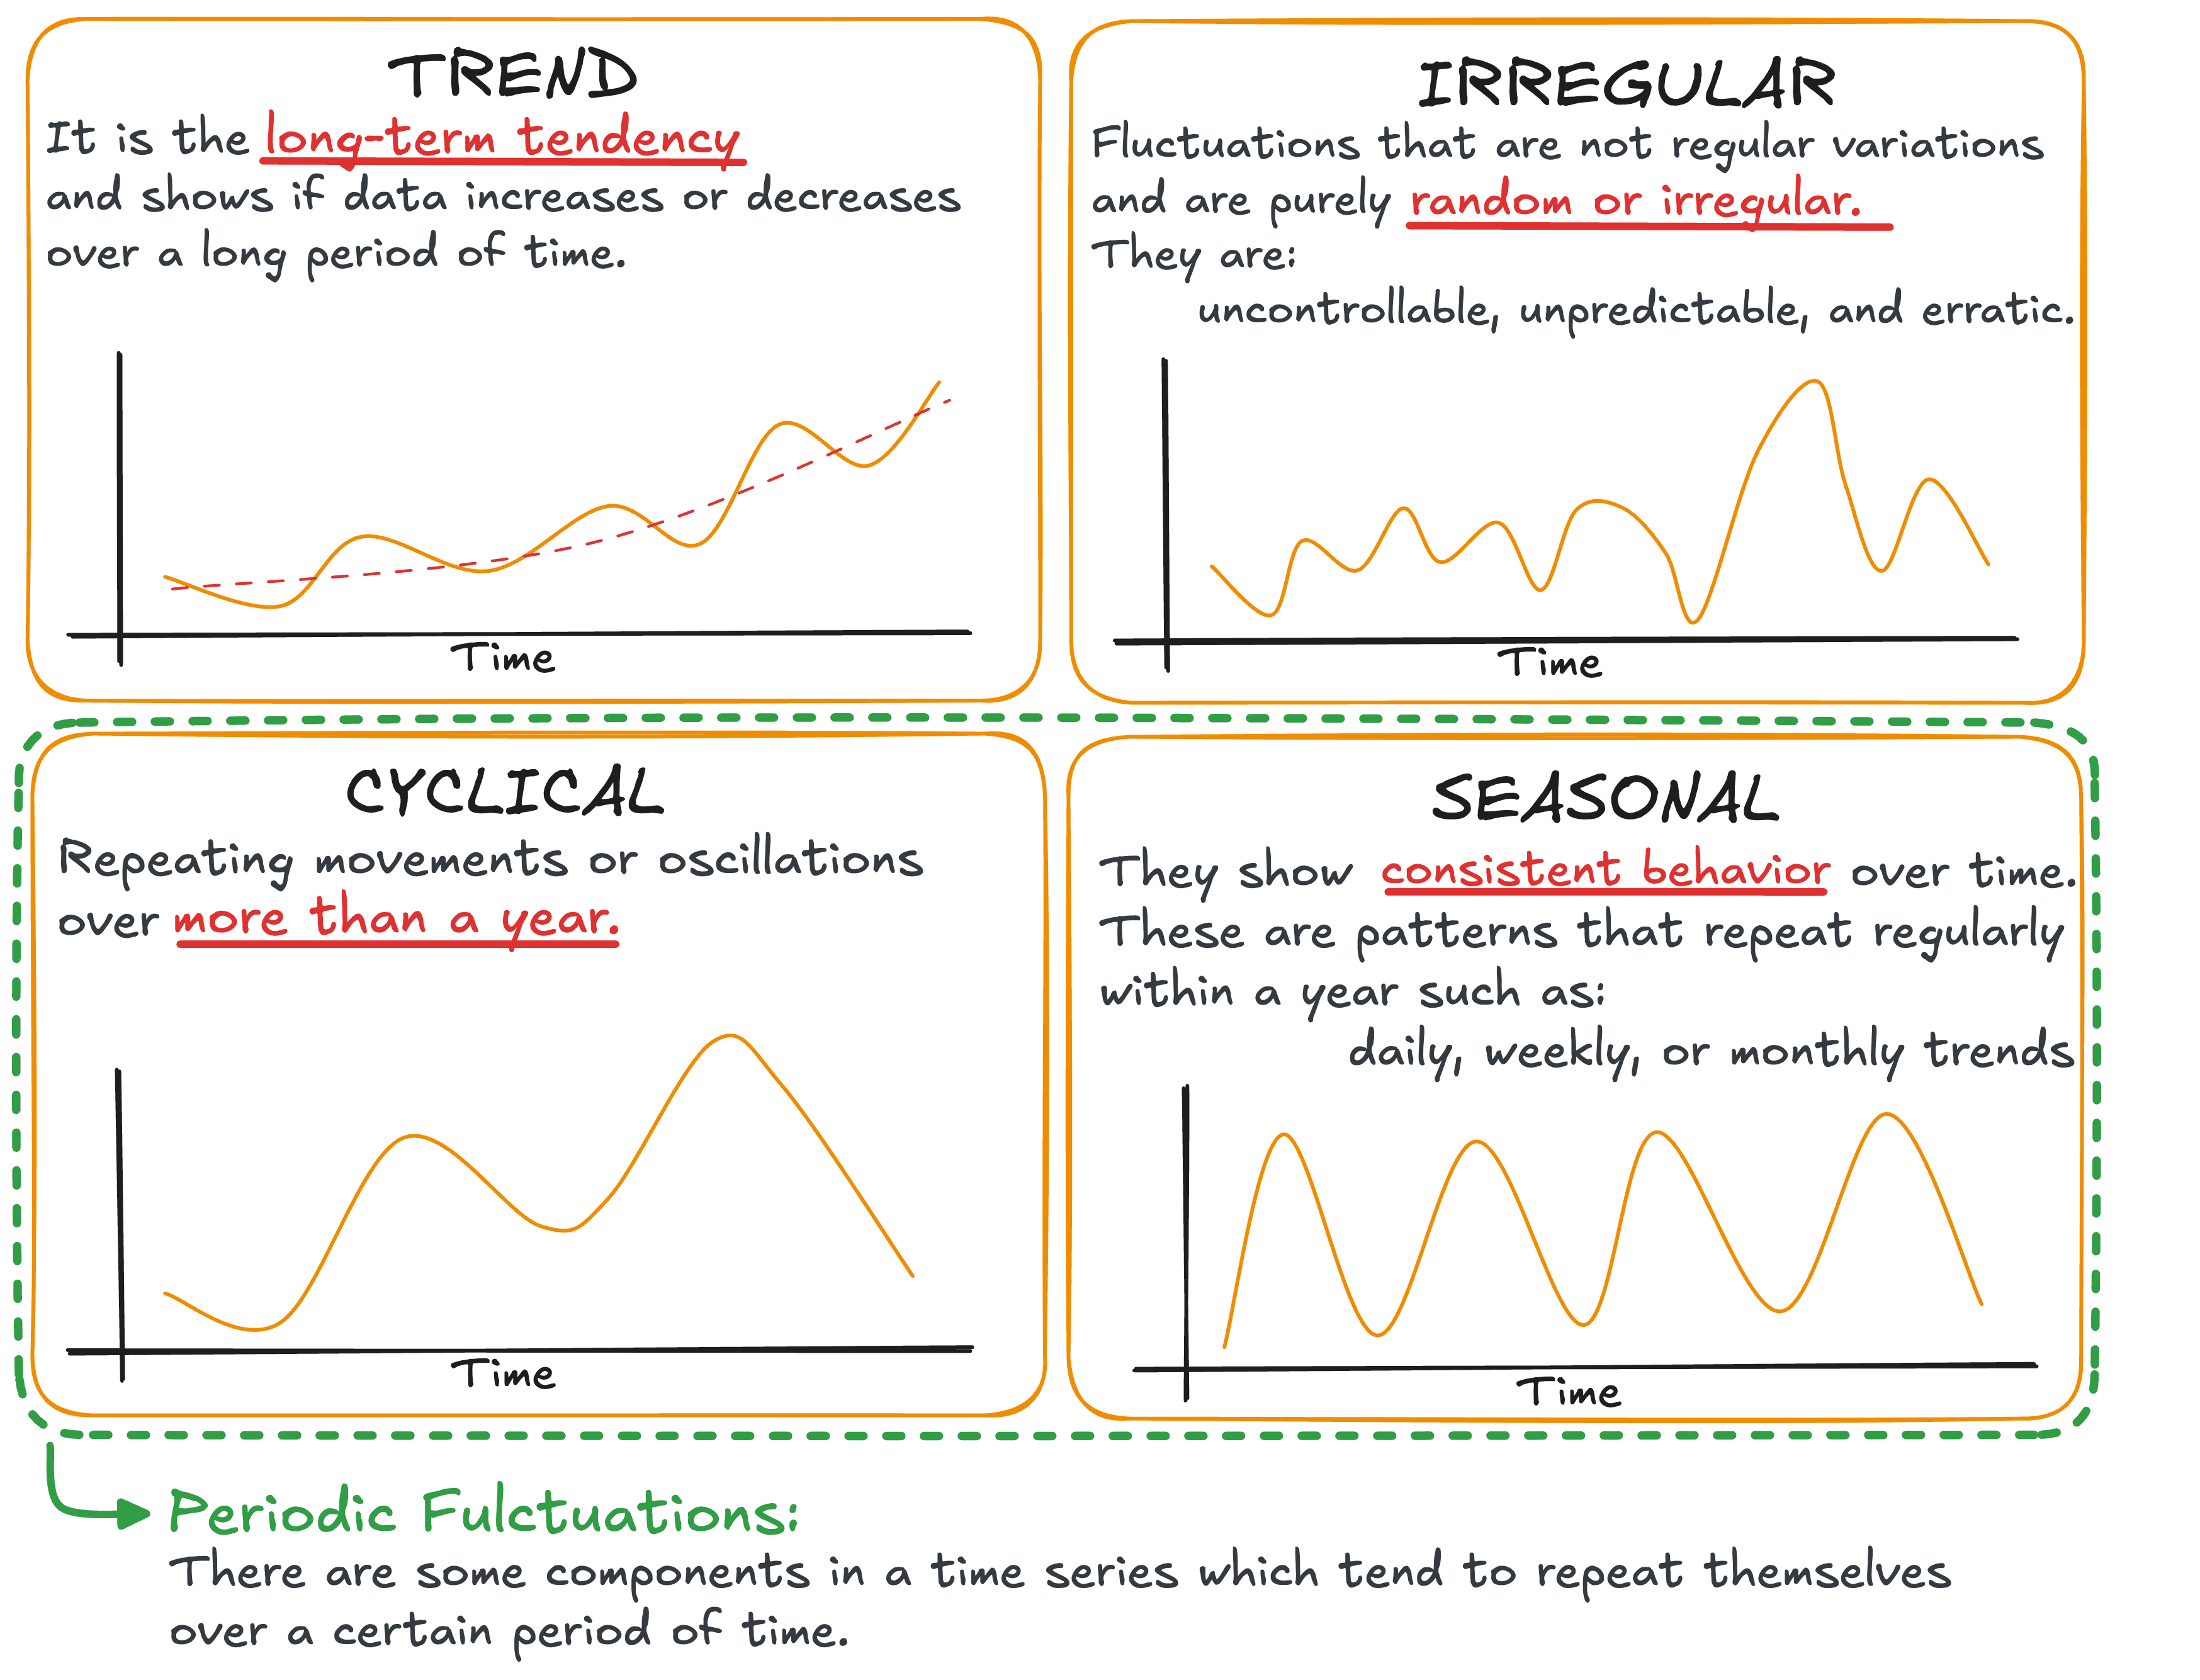 TREND
It is the long-term tendency
and shows if data increases or decreases
over a long period of time.
Time
IRREGULAR
Fluctuations that are not regular variations
and are purely random or irregular.
They are:
uncontrollable, unpredictable, and erratic.
Time
CYCLICAL
Repeating movements or oscillations
over more than a year.
Time
SEASONAL
They show consistent behavior over time.
These are patterns that repeat regularly
within a year such as:
daily, weekly, or monthly trends
Time
Periodic Fulctuations:
There are some components in a time series which tend to repeat themselves
over a certain period of time.